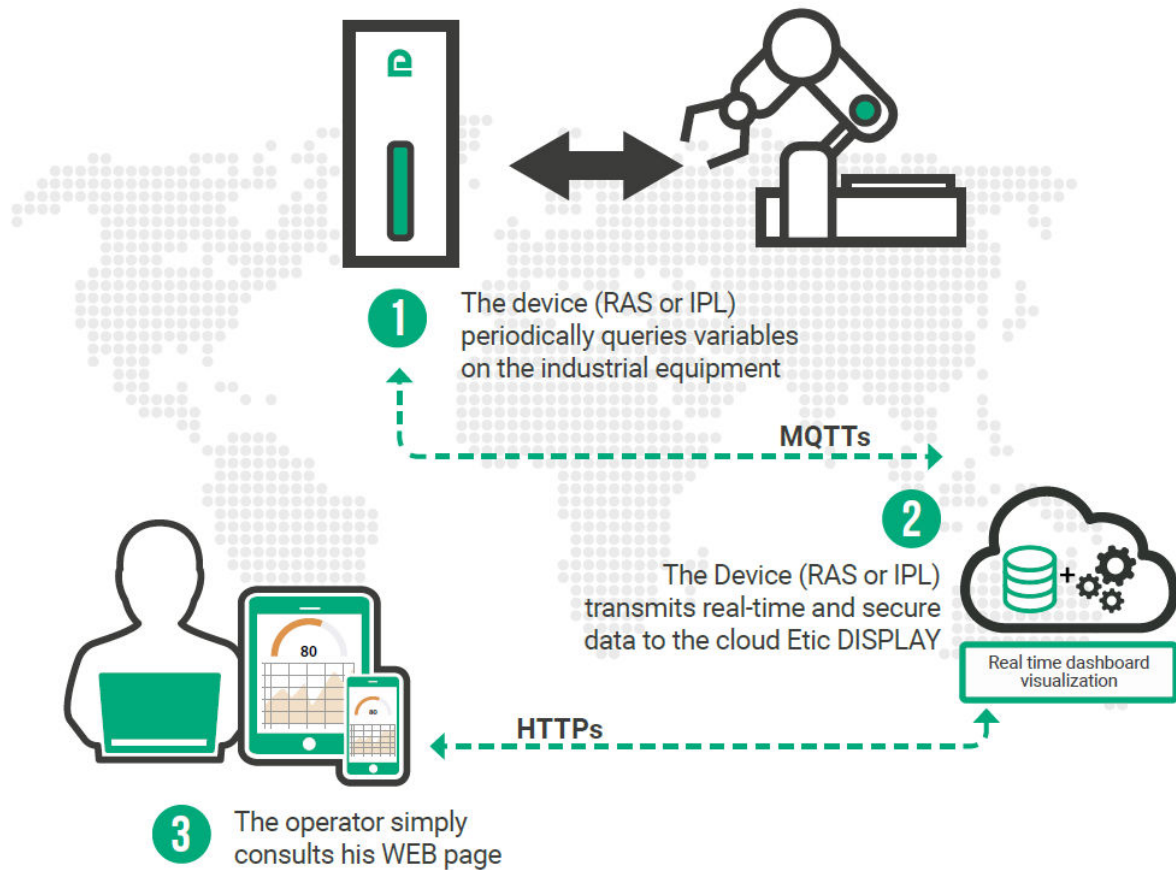 1
The device (RAS or IPL)
periodically queries variables
on the industrial equipment
MQTTs
2
The Device (RAS or IPL)
transmits real-time and secure
data to the cloud Etic DISPLAY
+
Real time dashboard
visualization
80
80
HTTPs
3
The operator simply
consults his WEB page